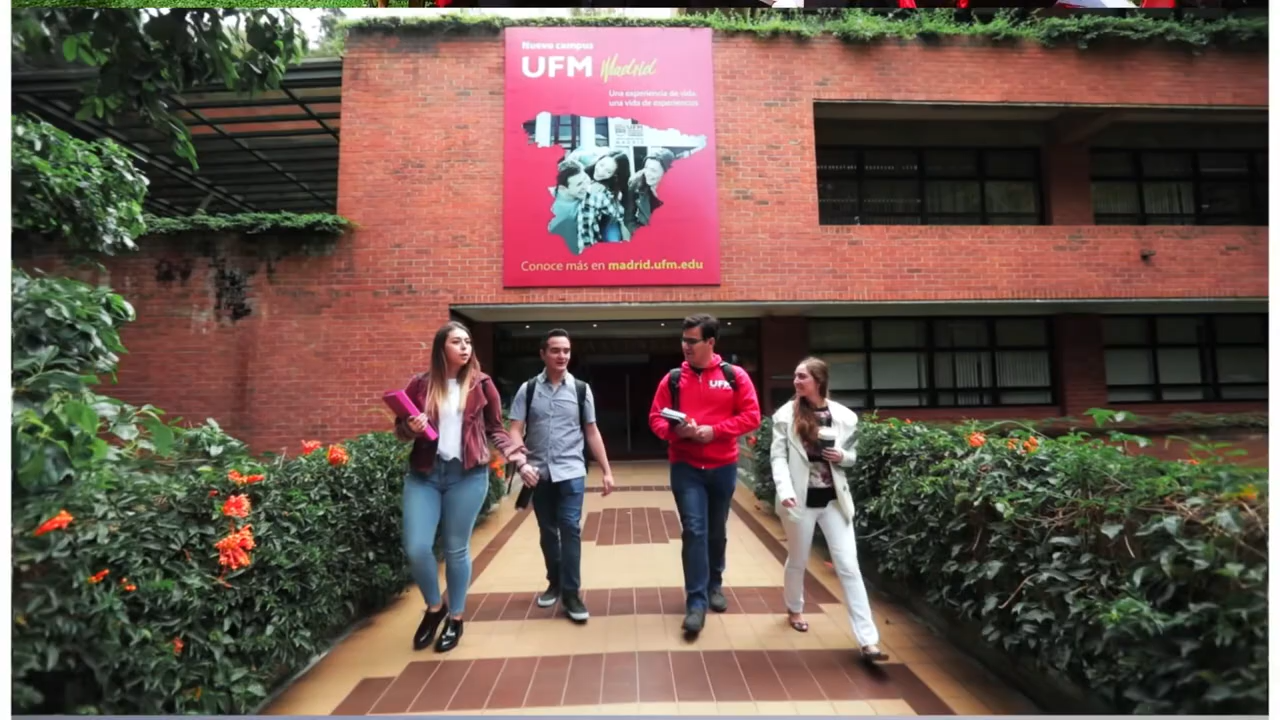 Nuevo campus
UFM Madrid
Una experiencia de vida,
una vida de experiencias
Conoce más en madrid.ufm.edu
UFM